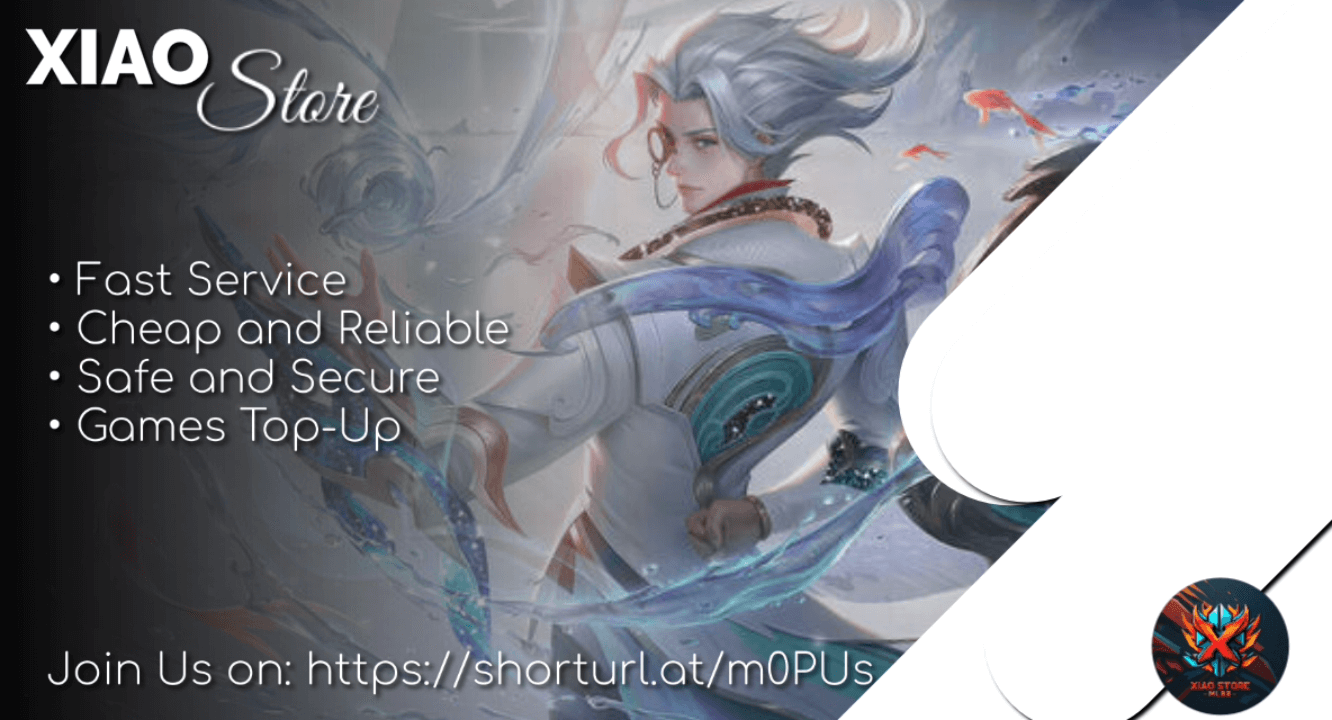 XIAO
Store
• Fast Service
• Cheap and Reliable
• Safe and Secure
• Games Top-Up
Join Us on: https://shorturl.at/m0PUs
XIAO STORE
-MLBB-